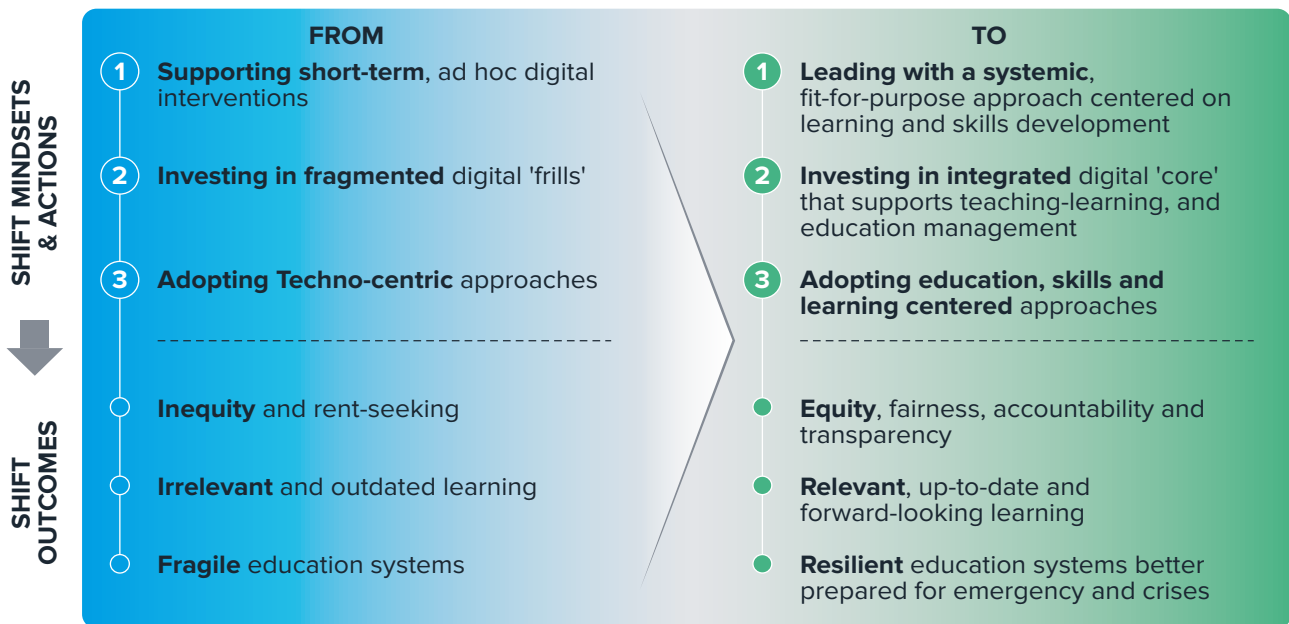 SHIFT MINDSETS
& ACTIONS
SHIFT
OUTCOMES
FROM
1 Supporting short-term, ad hoc digital
interventions
2 Investing in fragmented digital 'frills'
3 Adopting Techno-centric approaches
Inequity and rent-seeking
Irrelevant and outdated learning
Fragile education systems
TO
1 Leading with a systemic,
fit-for-purpose approach centered on
learning and skills development
2 Investing in integrated digital 'core'
that supports teaching-learning, and
education management
3 Adopting education, skills and
learning centered approaches
Equity, fairness, accountability and
transparency
Relevant, up-to-date and
forward-looking learning
Resilient education systems better
prepared for emergency and crises